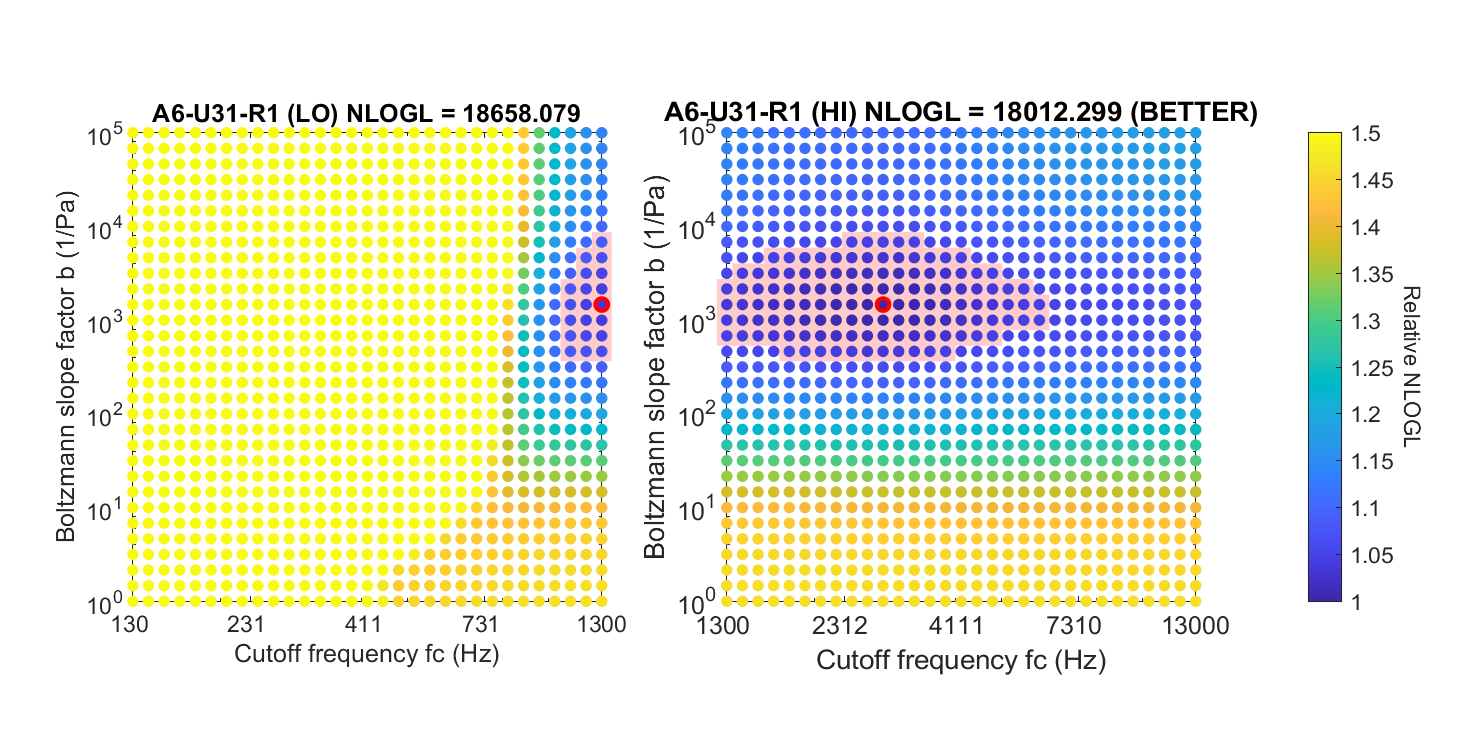 A6-U31-R1 (LO) NLOGL = 18658.079
Boltzmann slope factor b (1/Pa)
10^5
10^4
10^3
10^2
10^1
10^0
130 231 411 731 1300
Cutoff frequency fc (Hz)
A6-U31-R1 (HI) NLOGL = 18012.299 (BETTER)
Boltzmann slope factor b (1/Pa)
10^5
10^4
10^3
10^2
10^1
10^0
1300 2312 4111 7310 13000
Cutoff frequency fc (Hz)
1.5
1.45
1.4
1.35
1.3
1.25
1.2
1.15
1.1
1.05
1
Relative NLOGL